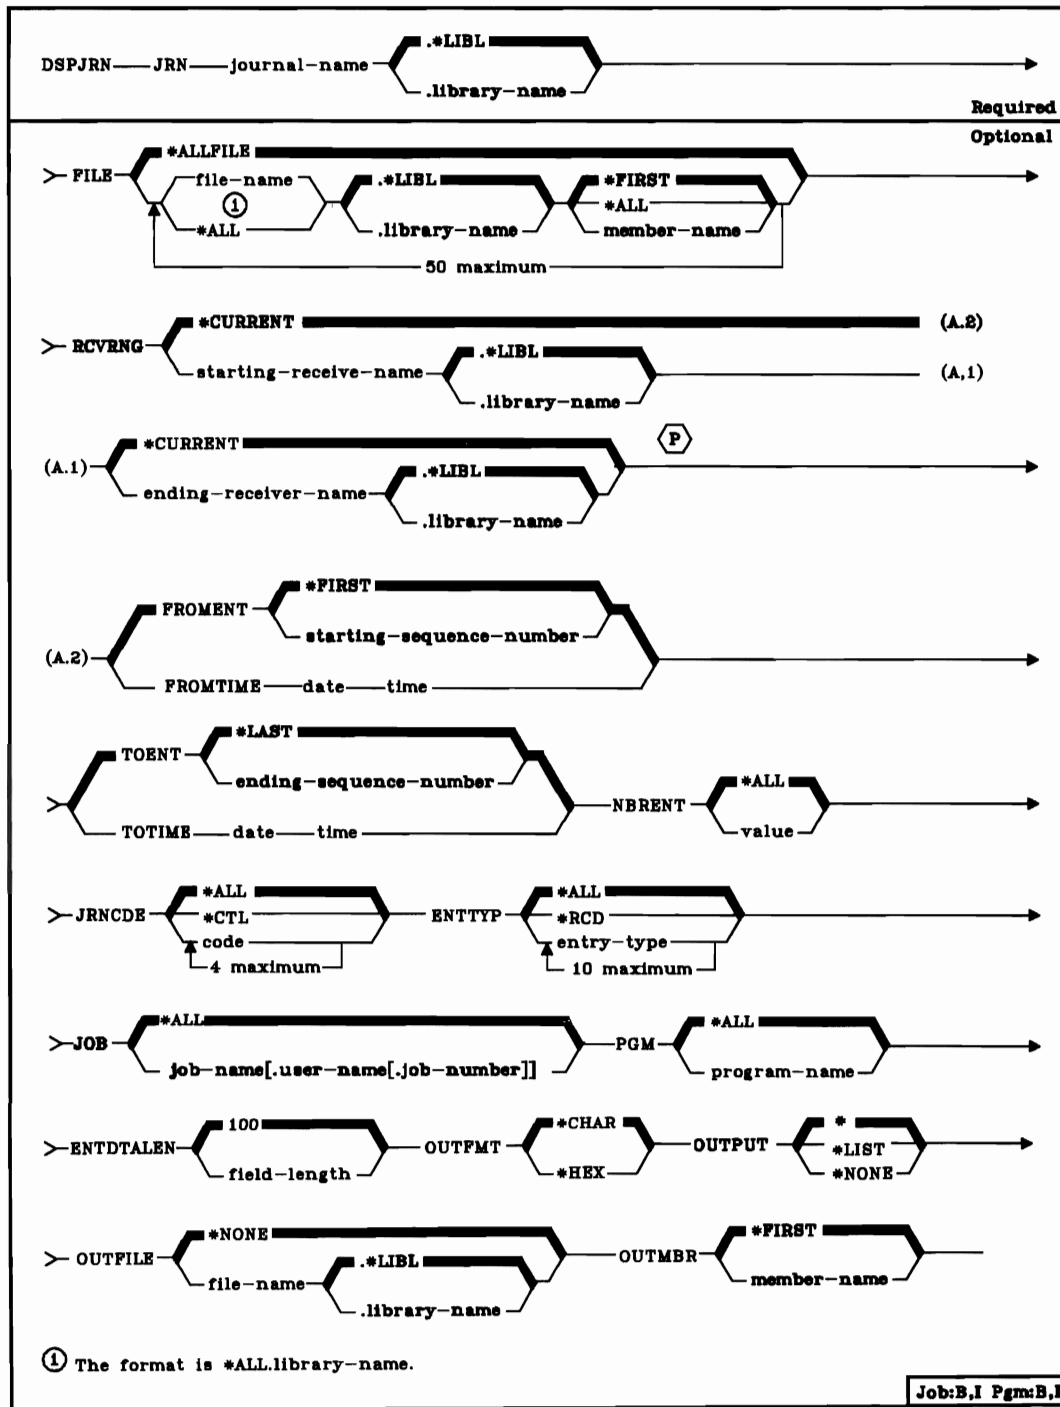 .*LIBL
DSPJRN JRN journal-name
.library-name
Required
Optional
*ALLFILE
FILE file-name .*LIBL *FIRST
① *ALL
*ALL .library-name member-name
50 maximum
*CURRENT (A.2)
RCVRNG .*LIBL
starting-receive-name (A,1)
.library-name
*CURRENT P
(A.1) .*LIBL
ending-receiver-name
.library-name
*FIRST
FROMENT
starting-sequence-number
(A.2)
FROMTIME date time
*LAST
TOENT
ending-sequence-number *ALL
NBRENT
TOTIME date time value
*ALL *ALL
JRNCDE *CTL ENTTYP *RCD
code entry-type
4 maximum 10 maximum
*ALL *ALL
JOB PGM
job-name[.user-name[.job-number]] program-name
100 *CHAR *
ENTDTALEN OUTFMT OUTPUT *LIST
field-length *HEX *NONE
*NONE *FIRST
OUTFILE .*LIBL OUTMBR
file-name member-name
.library-name
① The format is *ALL.library-name.
Job:B,I Pgm:B,